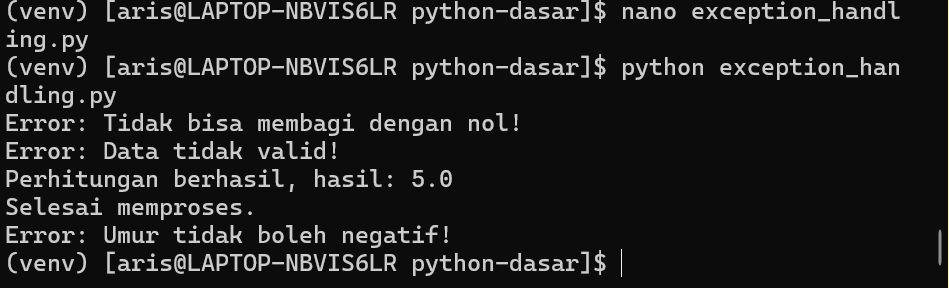 (venv) [aris@LAPTOP-NBVIS6LR python-dasar]$ nano exception_handl
ing.py
(venv) [aris@LAPTOP-NBVIS6LR python-dasar]$ python exception_han
dling.py
Error: Tidak bisa membagi dengan nol!
Error: Data tidak valid!
Perhitungan berhasil, hasil: 5.0
Selesai memproses.
Error: Umur tidak boleh negatif!
(venv) [aris@LAPTOP-NBVIS6LR python-dasar]$